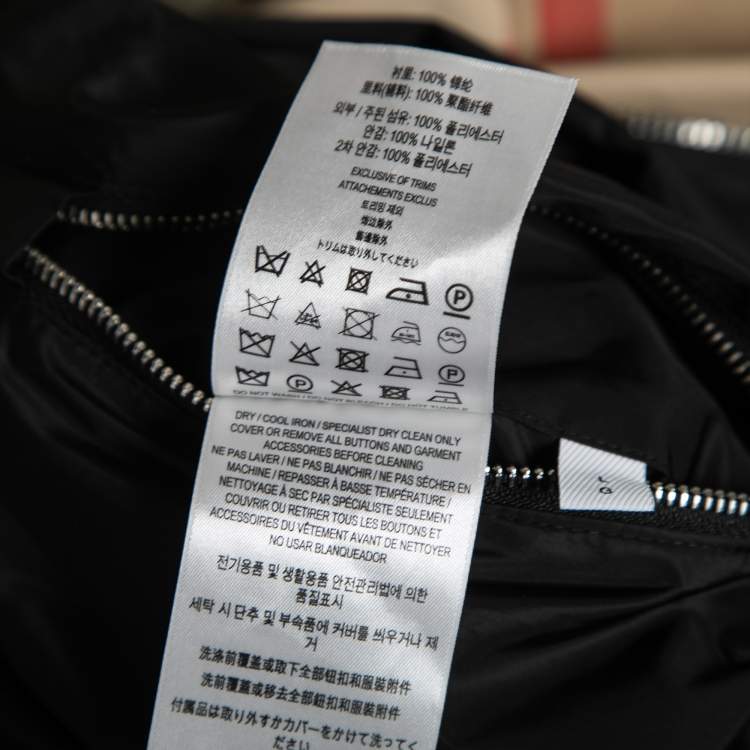 衬里: 100% 锦纶
里料(辅料): 100% 聚酯纤维
외부 / 주된 섬유: 100% 폴리에스터
안감: 100% 나일론
2차 안감: 100% 폴리에스터
EXCLUSIVE OF TRIMS
ATTACHEMENTS EXCLUS
트리밍 제외
トリムは取り外してください
P
DRY / COOL IRON / SPECIALIST DRY CLEAN ONLY
COVER OR REMOVE ALL BUTTONS AND GARMENT
ACCESSORIES BEFORE CLEANING
NE PAS LAVER / NE PAS BLANCHIR / NE PAS SÉCHER EN
MACHINE / REPASSER À BASSE TEMPÉRATURE /
NETTOYAGE À SEC PAR SPÉCIALISTE SEULEMENT
COUVRIR OU RETIRER TOUS LES BOUTONS ET
ACCESSOIRES DU VÊTEMENT AVANT DE NETTOYER
NO USAR BLANQUEADOR
전기용품 및 생활용품 안전관리법에 의한
품질표시
세탁 시 단추 및 부속품에 커버를 씌우거나 제
거
洗涤前覆盖或取下全部钮扣和服装附件
洗滌前覆蓋或移去全部鈕扣和服裝附件
付属品は取り外すかカバーをかけて洗ってく
ださい